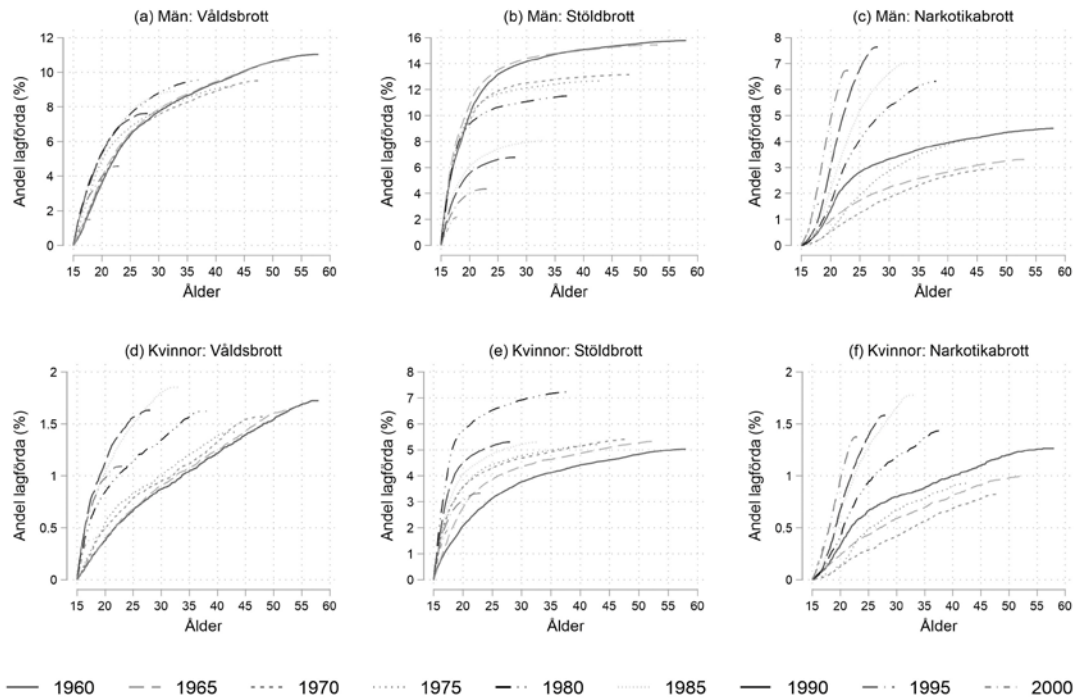 (a) Män: Våldsbrott
(b) Män: Stöldbrott
(c) Män: Narkotikabrott
Andel lagförda (%)
0
2
4
6
8
10
12
15 20 25 30 35 40 45 50 55 60
Ålder
Andel lagförda (%)
0
2
4
6
8
10
12
14
16
15 20 25 30 35 40 45 50 55 60
Ålder
Andel lagförda (%)
0
1
2
3
4
5
6
7
8
15 20 25 30 35 40 45 50 55 60
Ålder
(d) Kvinnor: Våldsbrott
(e) Kvinnor: Stöldbrott
(f) Kvinnor: Narkotikabrott
Andel lagförda (%)
0
0.5
1
1.5
2
15 20 25 30 35 40 45 50 55 60
Ålder
Andel lagförda (%)
0
1
2
3
4
5
6
7
8
15 20 25 30 35 40 45 50 55 60
Ålder
Andel lagförda (%)
0
0.5
1
1.5
2
15 20 25 30 35 40 45 50 55 60
Ålder
1960 1965 1970 1975 1980 1985 1990 1995 2000